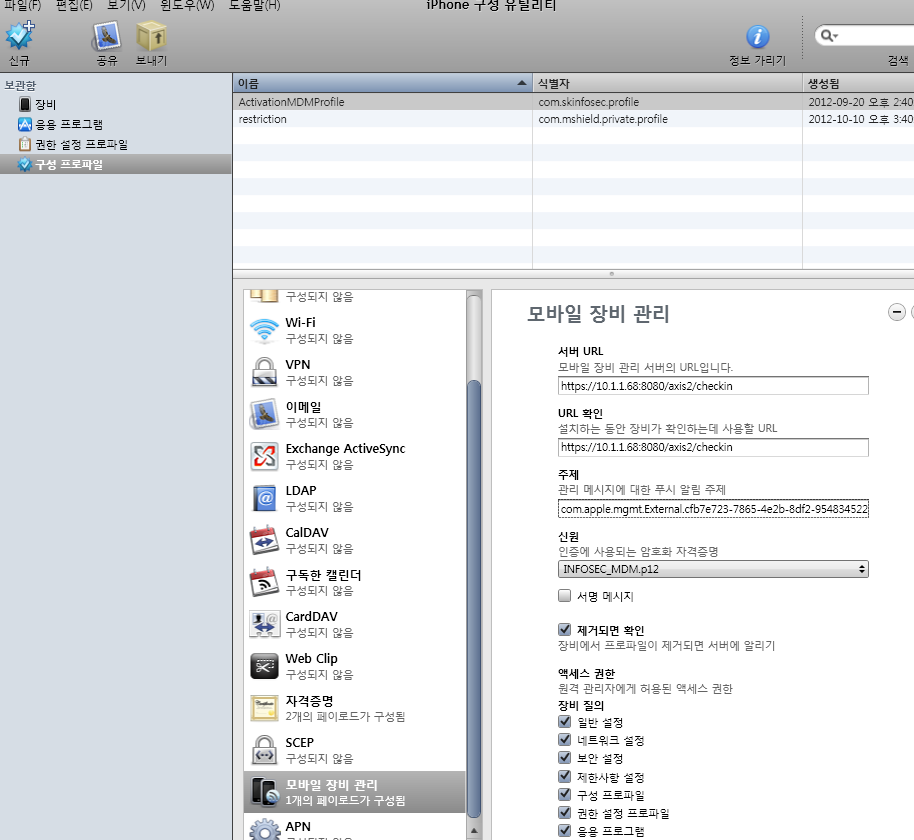 파일(F) 편집(E) 보기(V) 윈도우(W) 도움말(H) iPhone 구성 유틸리티
신규 공유 보내기 정보 가리기 검색
보관함
장비
응용 프로그램
권한 설정 프로파일
구성 프로파일
이름 식별자 생성됨
ActivationMDMProfile com.skinfosec.profile 2012-09-20 오후 2:40
restriction com.mshield.private.profile 2012-10-10 오후 3:40
구성되지 않음
Wi-Fi
구성되지 않음
VPN
구성되지 않음
이메일
구성되지 않음
Exchange ActiveSync
구성되지 않음
LDAP
구성되지 않음
CalDAV
구성되지 않음
구독한 캘린더
구성되지 않음
CardDAV
구성되지 않음
Web Clip
구성되지 않음
자격증명
2개의 페이로드가 구성됨
SCEP
구성되지 않음
모바일 장비 관리
1개의 페이로드가 구성됨
APN
모바일 장비 관리
서버 URL
모바일 장비 관리 서버의 URL입니다.
https://10.1.1.68:8080/axis2/checkin
URL 확인
설치하는 동안 장비가 확인하는데 사용할 URL
https://10.1.1.68:8080/axis2/checkin
주제
관리 메시지에 대한 푸시 알림 주제
com.apple.mgmt.External.cfb7e723-7865-4e2b-8df2-954834522
신원
인증에 사용되는 암호화 자격증명
INFOSEC_MDM.p12
서명 메시지
제거되면 확인
장비에서 프로파일이 제거되면 서버에 알리기
액세스 권한
원격 관리자에게 허용된 액세스 권한
장비 질의
일반 설정
네트워크 설정
보안 설정
제한사항 설정
구성 프로파일
권한 설정 프로파일
응용 프로그램